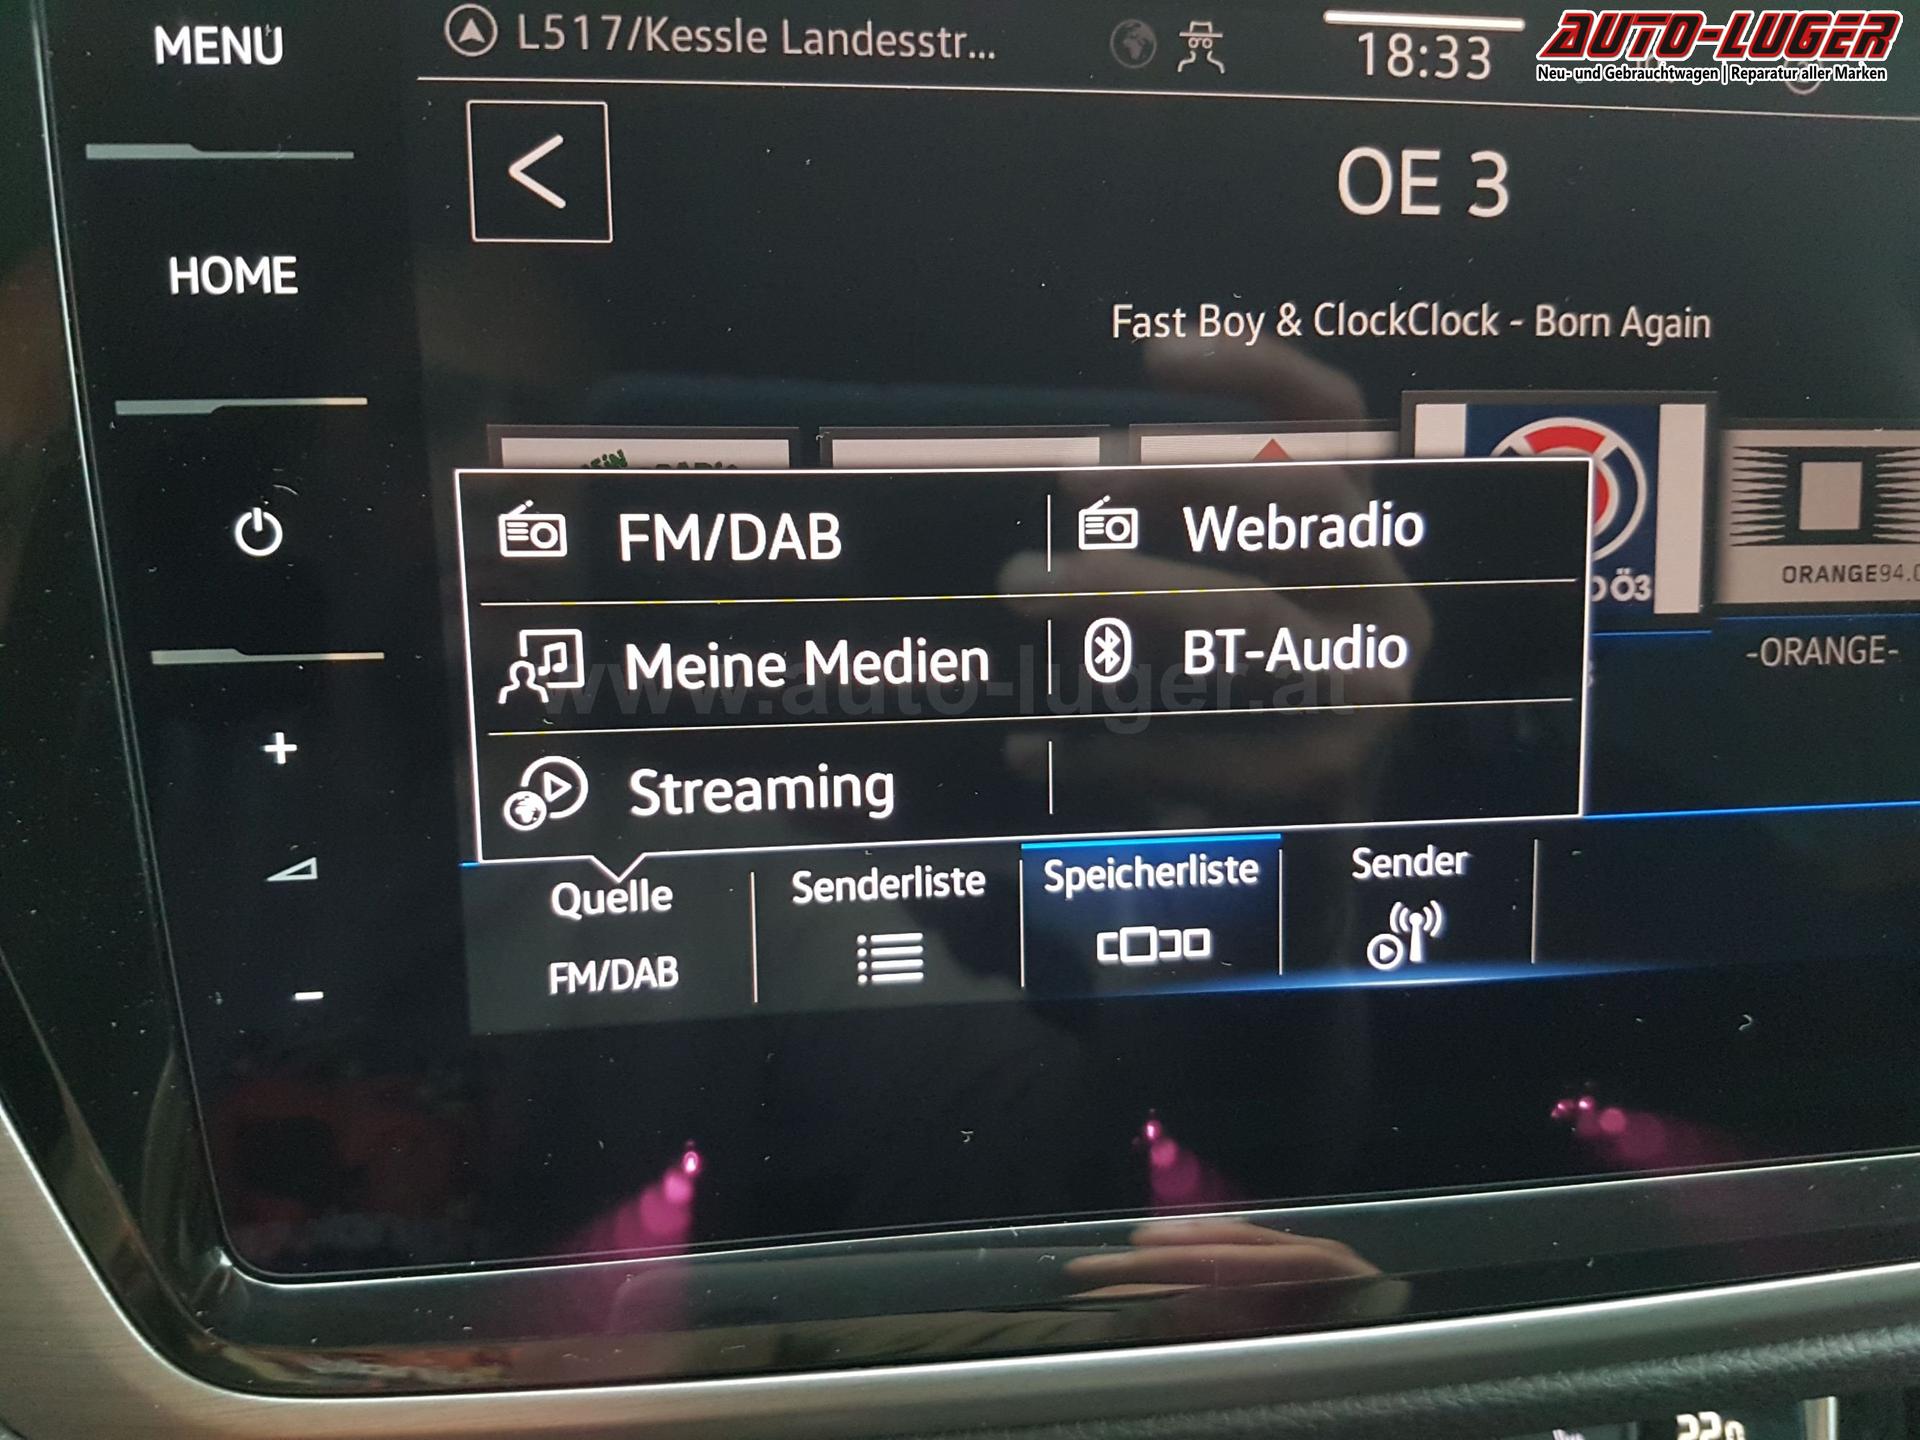 MENU
L517/Kessle Landesstr...
18:33
AUTO-LUGER
Neu- und Gebrauchtwagen | Reparatur aller Marken
OE 3
HOME
Fast Boy & ClockClock - Born Again
FM/DAB
Webradio
Ö3
ORANGE94.0
Meine Medien
BT-Audio
-ORANGE-
www.auto-luger.at
Streaming
Quelle
Senderliste
Speicherliste
Sender
FM/DAB